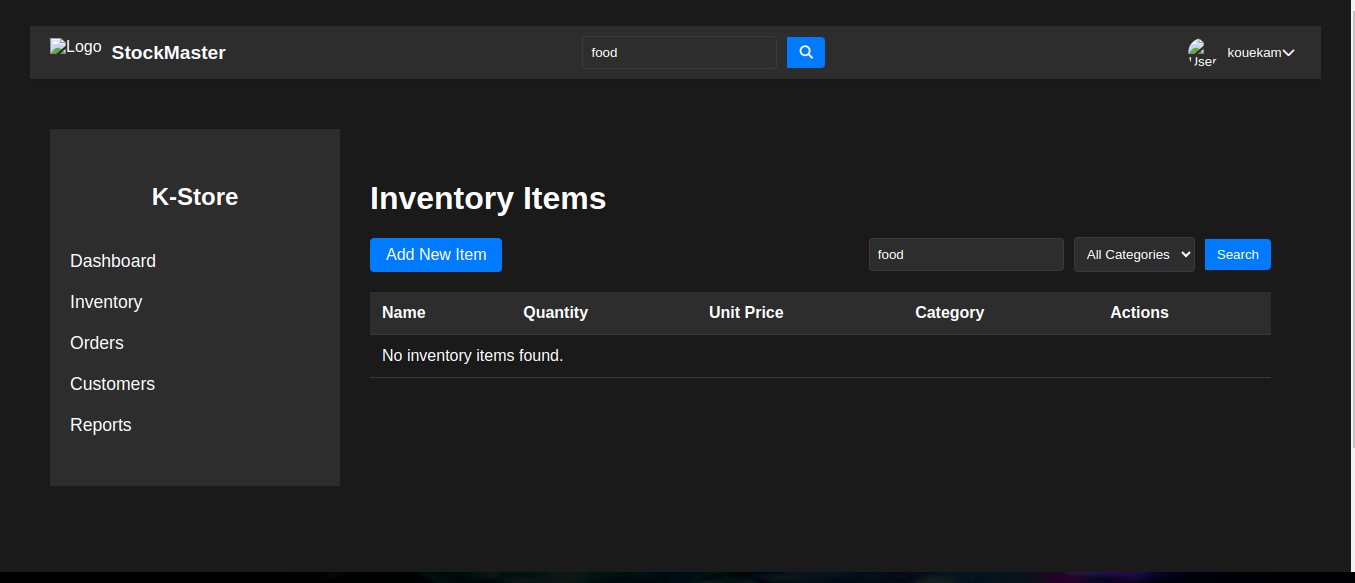 Logo StockMaster food User kouekam
K-Store
Dashboard
Inventory
Orders
Customers
Reports
Inventory Items
Add New Item food All Categories Search
Name Quantity Unit Price Category Actions
No inventory items found.